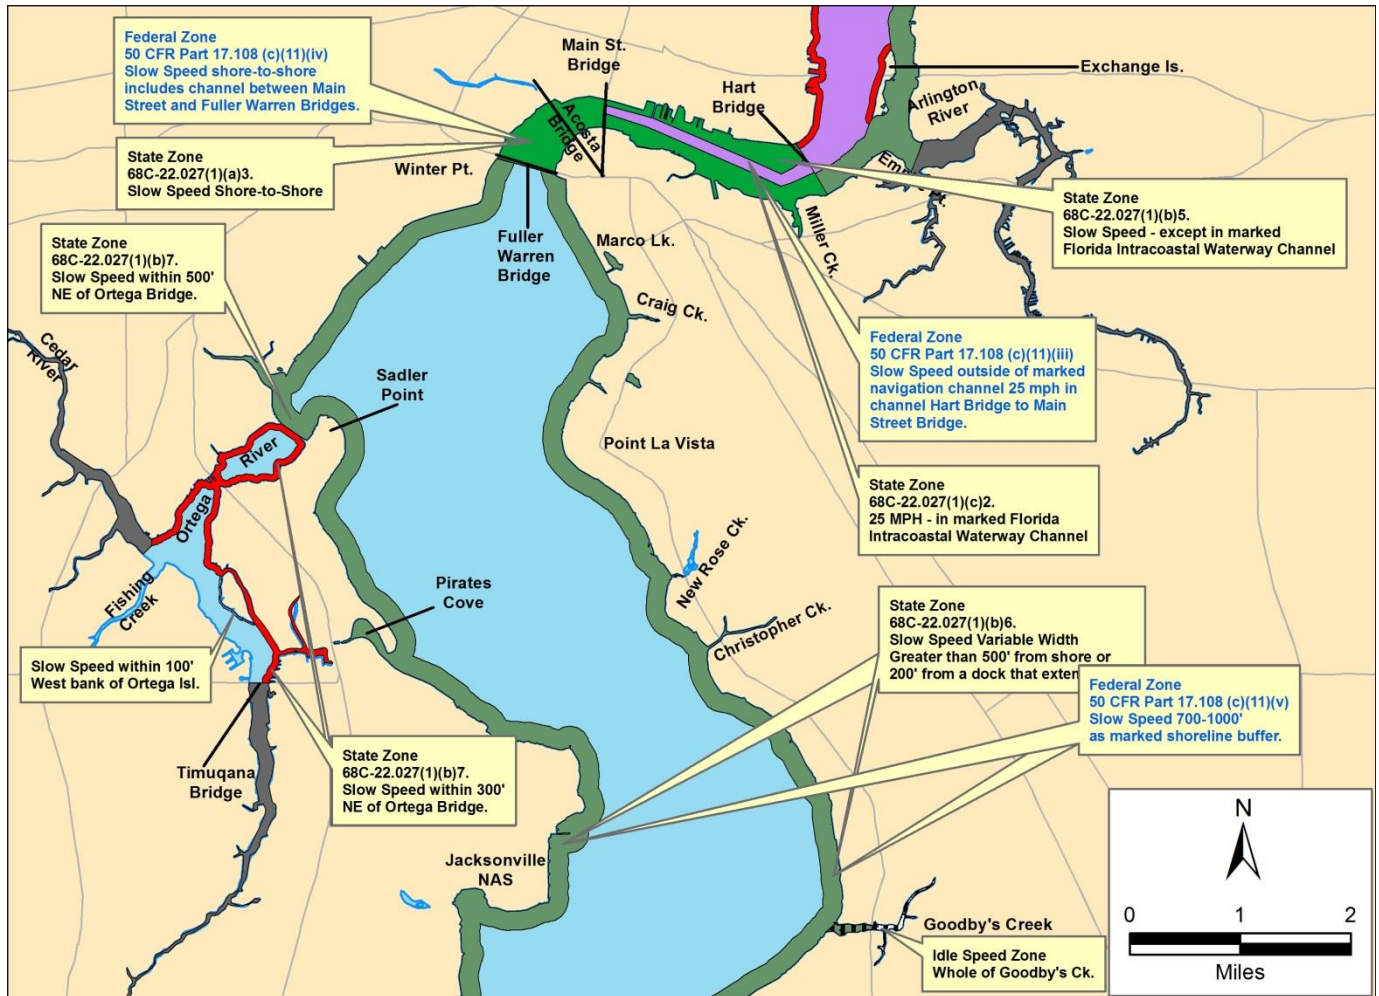 Federal Zone
50 CFR Part 17.108 (c)(11)(iv)
Slow Speed shore-to-shore
includes channel between Main
Street and Fuller Warren Bridges.
State Zone
68C-22.027(1)(a)3.
Slow Speed Shore-to-Shore
Main St.
Bridge
Hart
Bridge
Acosta
Bridge
Exchange Is.
Arlington
River
Winter Pt.
Fuller
Warren
Bridge
Marco Lk.
Miller Ck.
State Zone
68C-22.027(1)(b)5.
Slow Speed - except in marked
Florida Intracoastal Waterway Channel
State Zone
68C-22.027(1)(b)7.
Slow Speed within 500'
NE of Ortega Bridge.
Craig Ck.
Federal Zone
50 CFR Part 17.108 (c)(11)(iii)
Slow Speed outside of marked
navigation channel 25 mph in
channel Hart Bridge to Main
Street Bridge.
Cedar
River
Sadler
Point
Point La Vista
Ortega
River
State Zone
68C-22.027(1)(c)2.
25 MPH - in marked Florida
Intracoastal Waterway Channel
New Rose Ck.
Fishing
Creek
Pirates
Cove
Christopher Ck.
State Zone
68C-22.027(1)(b)6.
Slow Speed Variable Width
Greater than 500' from shore or
200' from a dock that exten
Slow Speed within 100'
West bank of Ortega Isl.
Federal Zone
50 CFR Part 17.108 (c)(11)(v)
Slow Speed 700-1000'
as marked shoreline buffer.
Timuqana
Bridge
State Zone
68C-22.027(1)(b)7.
Slow Speed within 300'
NE of Ortega Bridge.
Jacksonville
NAS
Goodby's Creek
Idle Speed Zone
Whole of Goodby's Ck.
N
0 1 2
Miles